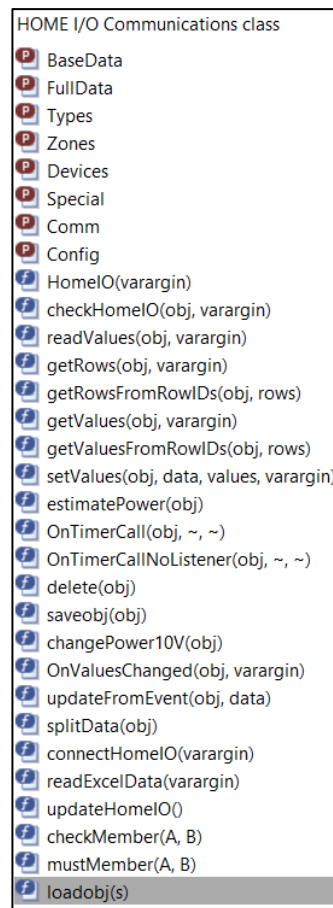 HOME I/O Communications class
P BaseData
P FullData
P Types
P Zones
P Devices
P Special
P Comm
P Config
f HomeIO(varargin)
f checkHomeIO(obj, varargin)
f readValues(obj, varargin)
f getRows(obj, varargin)
f getRowsFromRowIDs(obj, rows)
f getValues(obj, varargin)
f getValuesFromRowIDs(obj, rows)
f setValues(obj, data, values, varargin)
f estimatePower(obj)
f OnTimerCall(obj, ~, ~)
f OnTimerCallNoListener(obj, ~, ~)
f delete(obj)
f saveobj(obj)
f changePower10V(obj)
f OnValuesChanged(obj, varargin)
f updateFromEvent(obj, data)
f splitData(obj)
f connectHomeIO(varargin)
f readExcelData(varargin)
f updateHomeIO()
f checkMember(A, B)
f mustMember(A, B)
f loadobj(s)